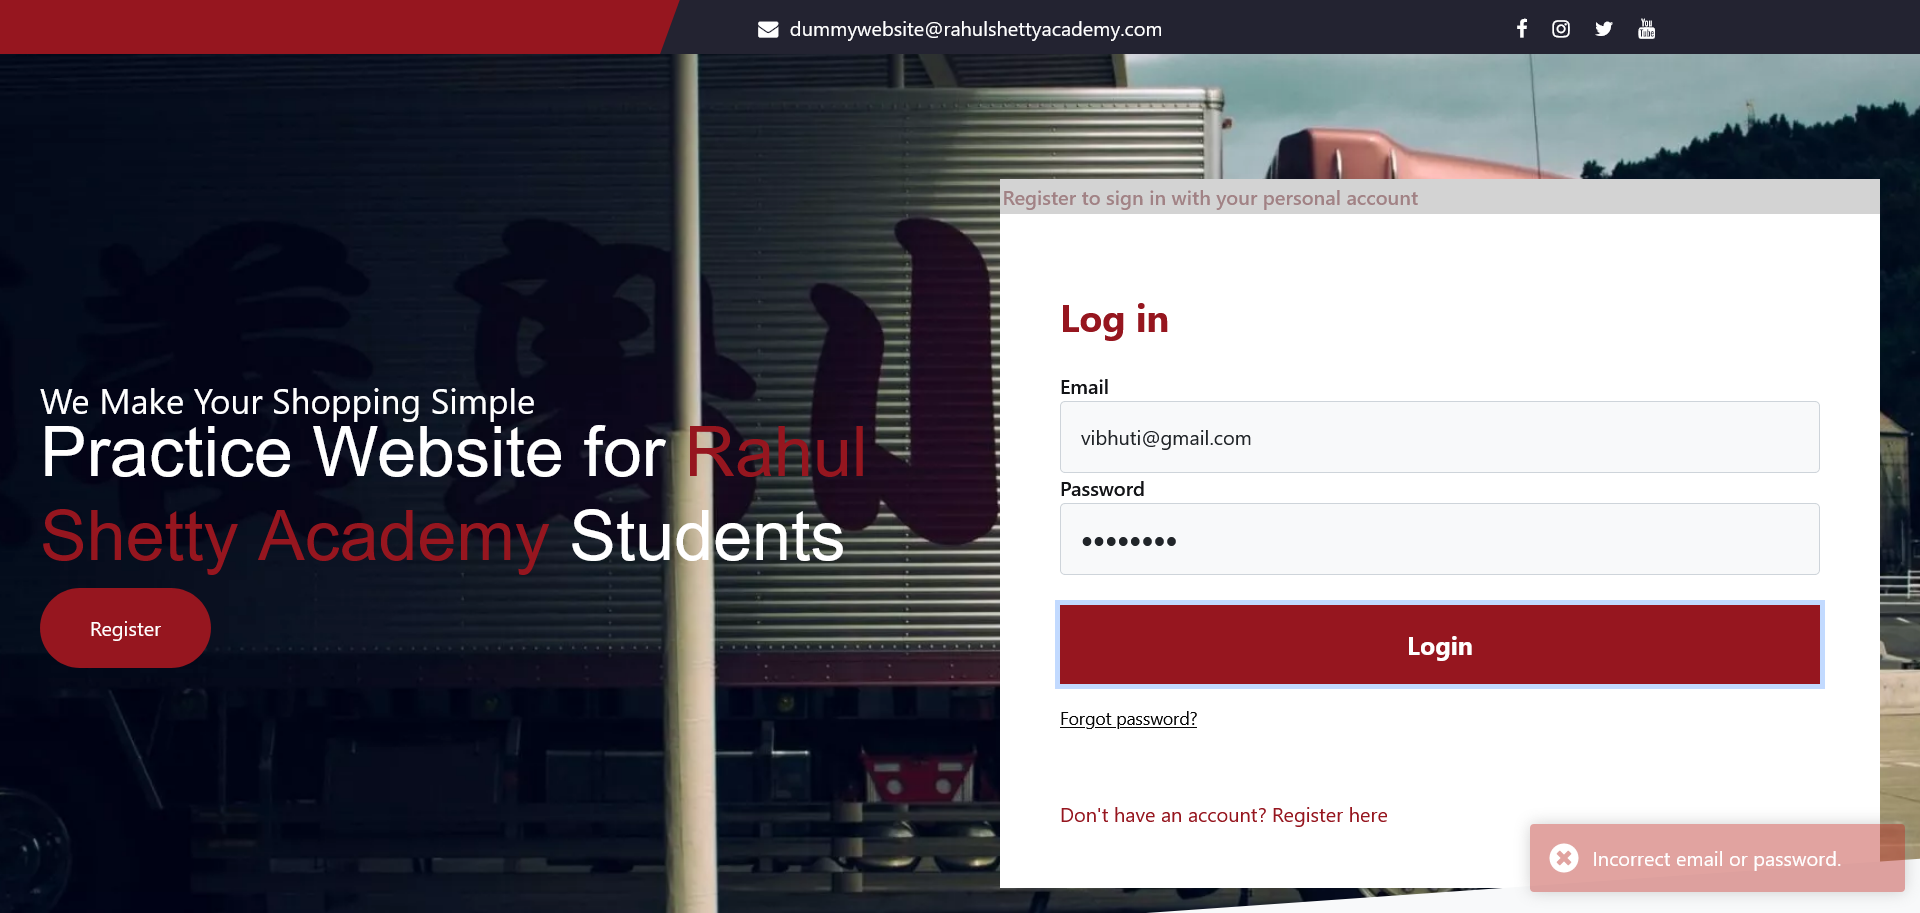 dummywebsite@rahulshettyacademy.com
Register to sign in with your personal account
We Make Your Shopping Simple
Practice Website for Rahul
Shetty Academy Students
Register
Log in
Email
vibhuti@gmail.com
Password
••••••••
Login
Forgot password?
Don't have an account? Register here
Incorrect email or password.